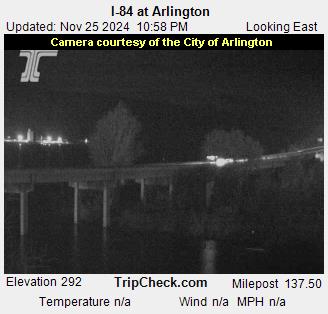 I-84 at Arlington
Updated: Nov 25 2024 10:58 PM Looking East
Camera courtesy of the City of Arlington
Elevation 292 TripCheck.com Milepost 137.50
Temperature n/a Wind n/a MPH n/a